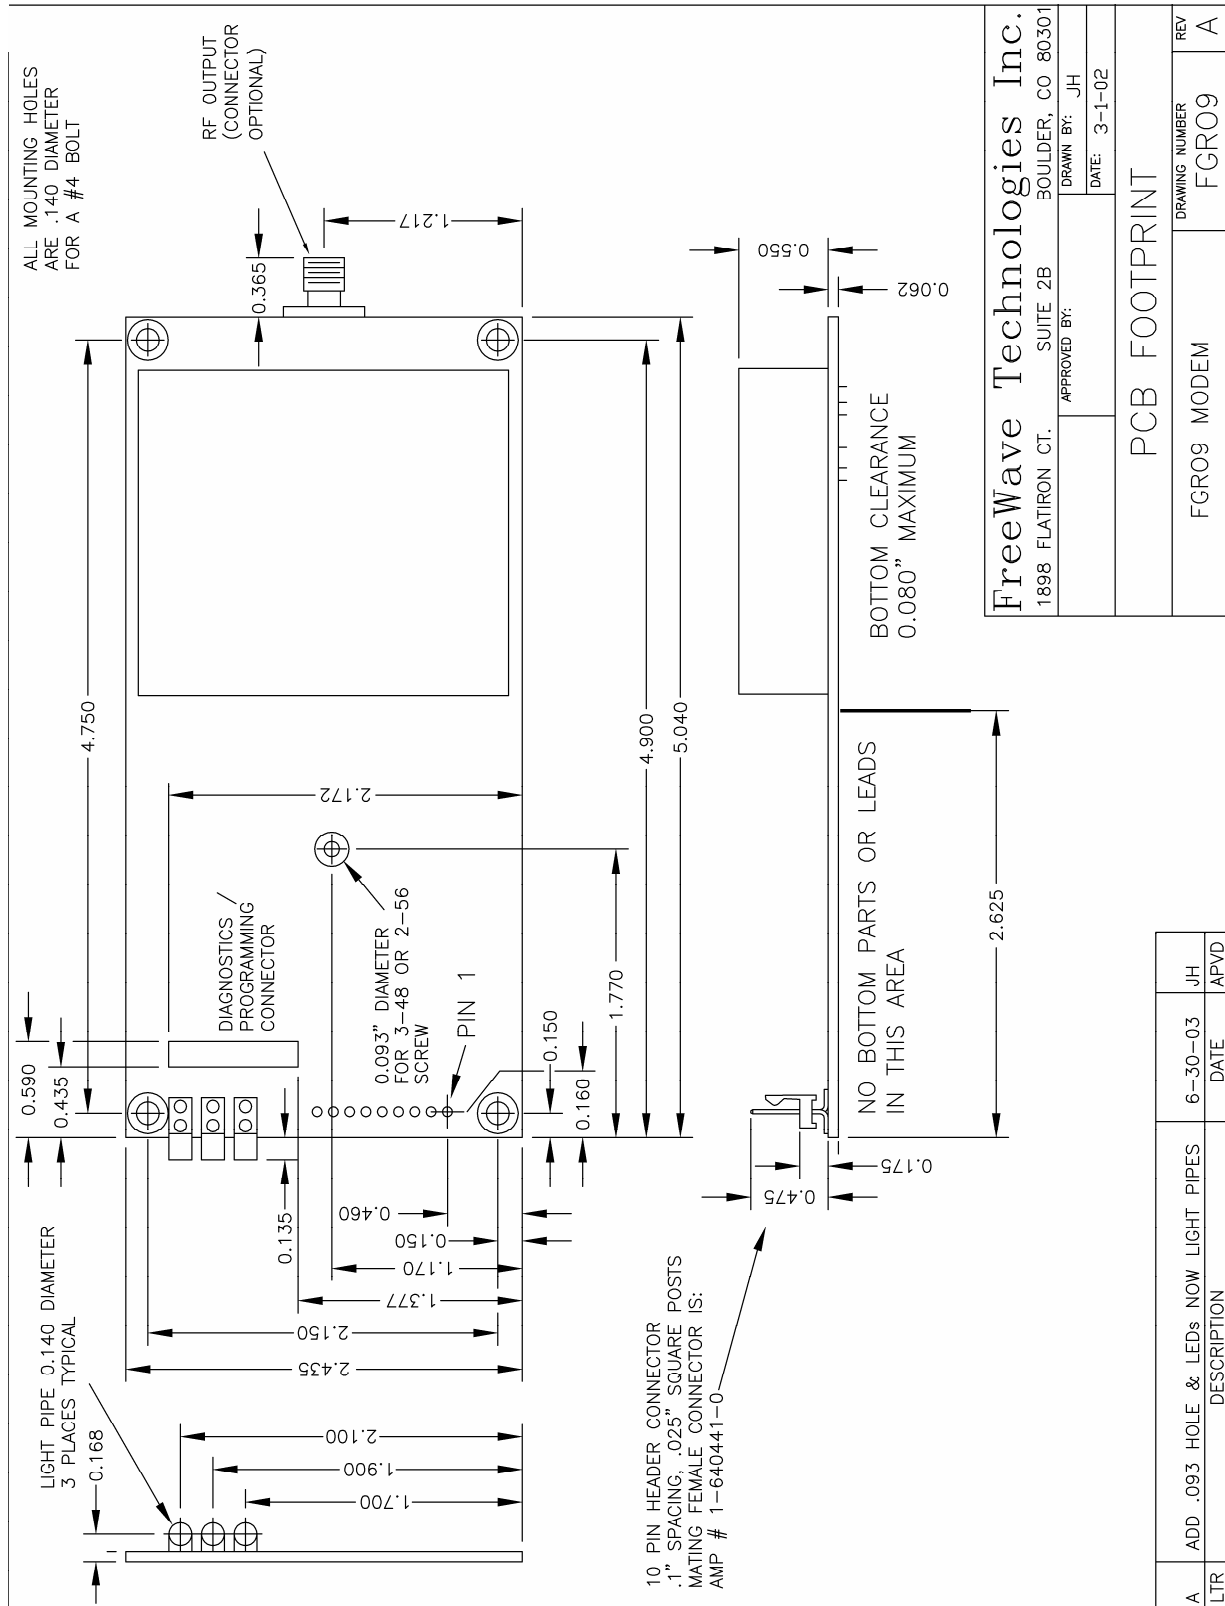 ALL MOUNTING HOLES
ARE .140 DIAMETER
FOR A #4 BOLT
RF OUTPUT
(CONNECTOR
OPTIONAL)
LIGHT PIPE 0.140 DIAMETER
3 PLACES TYPICAL
0.168
2.100
1.900
1.700
0.590
0.435
4.750
0.365
1.217
2.435
2.150
1.377
1.170
0.150
0.460
0.135
DIAGNOSTICS /
PROGRAMMING
CONNECTOR
2.172
0.093" DIAMETER
FOR 3-48 OR 2-56
SCREW
PIN 1
0.150
0.160
1.770
4.900
5.040
10 PIN HEADER CONNECTOR
.1" SPACING, .025" SQUARE POSTS
MATING FEMALE CONNECTOR IS:
AMP # 1-640441-0
0.475
0.175
0.550
0.062
NO BOTTOM PARTS OR LEADS
IN THIS AREA
BOTTOM CLEARANCE
0.080" MAXIMUM
2.625
FreeWave Technologies Inc.
1898 FLATIRON CT. SUITE 2B BOULDER, CO 80301
APPROVED BY:
DRAWN BY: JH
DATE: 3-1-02
PCB FOOTPRINT
FGRO9 MODEM
DRAWING NUMBER
FGRO9
REV
A
A ADD .093 HOLE & LEDs NOW LIGHT PIPES 6-30-03 JH
LTR DESCRIPTION DATE APVD